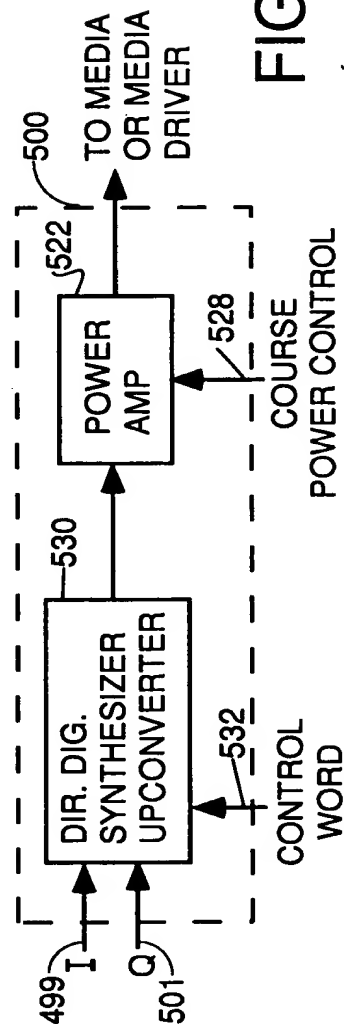 499
I
Q
501
DIR. DIG.
SYNTHESIZER
UPCONVERTER
530
532
CONTROL
WORD
POWER
AMP
522
528
COURSE
POWER CONTROL
500
TO MEDIA
OR MEDIA
DRIVER
FIG